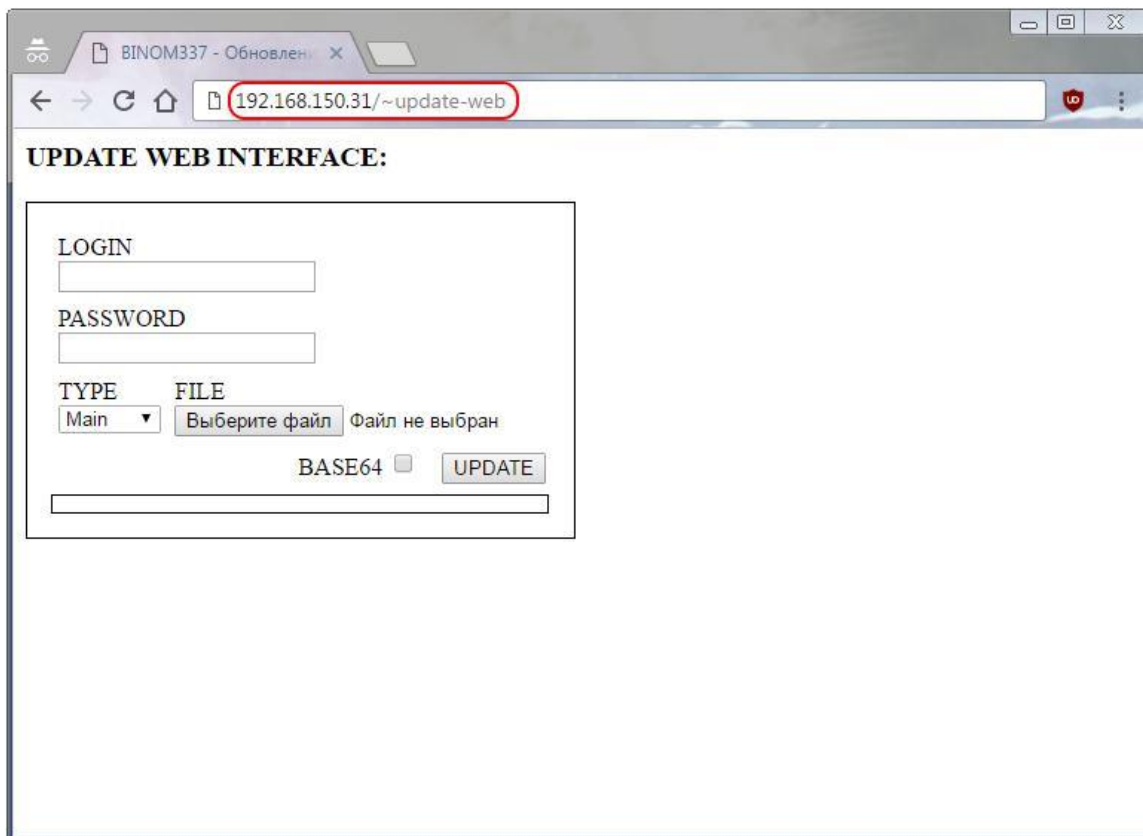 BINOM337 - Обновлени
192.168.150.31/~update-web
UPDATE WEB INTERFACE:
LOGIN
PASSWORD
TYPE FILE
Main Выберите файл Файл не выбран
BASE64 UPDATE